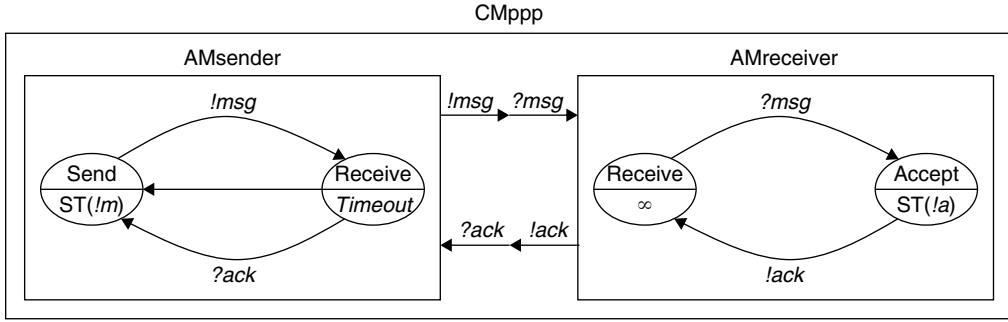 CMppp
AMsender
AMreceiver
!msg
!msg ?msg
?msg
Send
ST(!m)
Receive
Timeout
Receive
∞
Accept
ST(!a)
?ack !ack
?ack
!ack